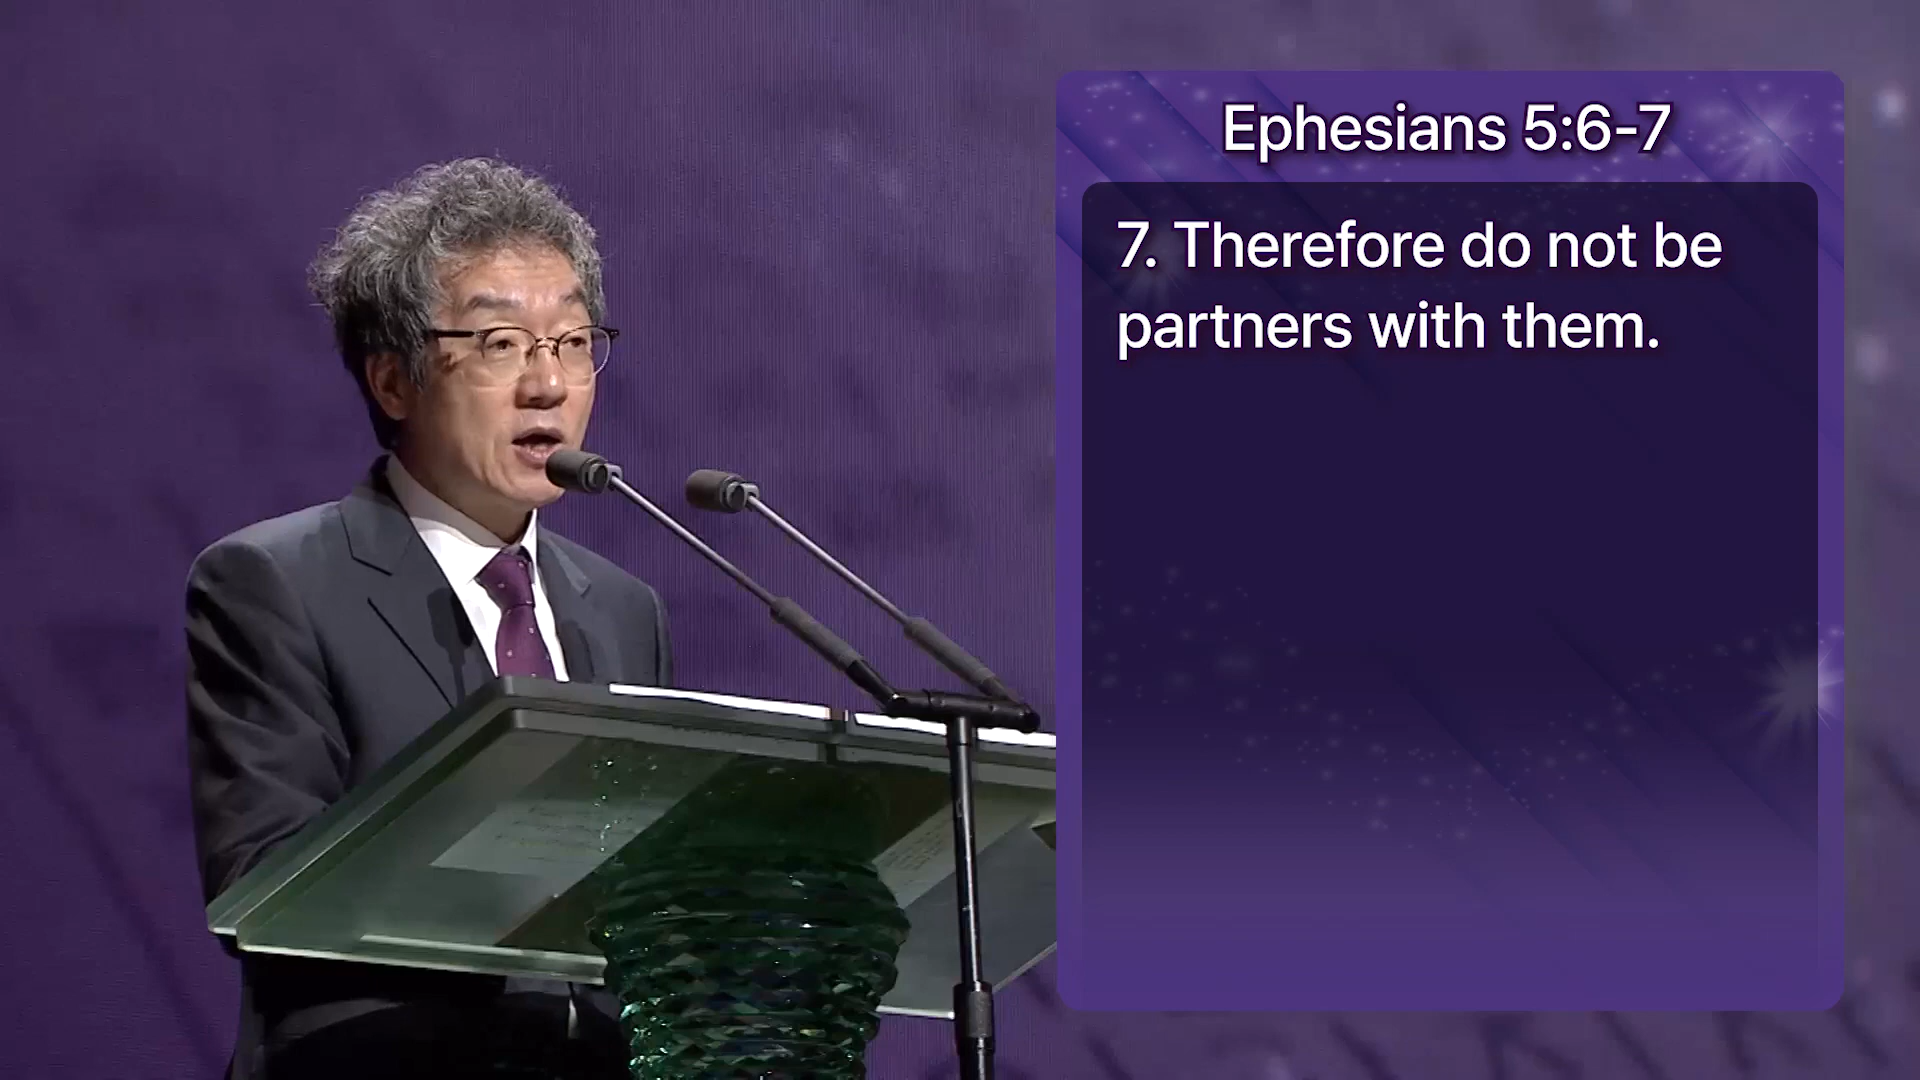 Ephesians 5:6-7
7. Therefore do not be
partners with them.